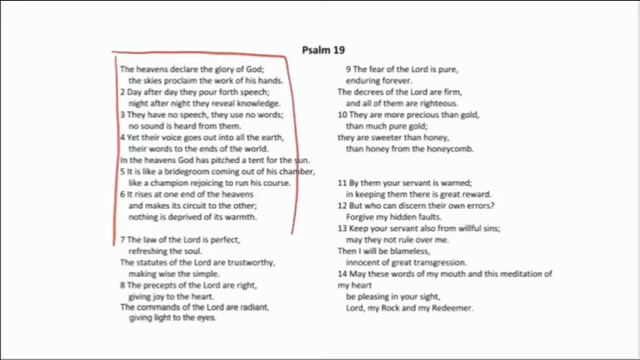 Psalm 19
The heavens declare the glory of God;
the skies proclaim the work of his hands.
2 Day after day they pour forth speech;
night after night they reveal knowledge.
3 They have no speech, they use no words;
no sound is heard from them.
4 Yet their voice goes out into all the earth,
their words to the ends of the world.
In the heavens God has pitched a tent for the sun.
5 It is like a bridegroom coming out of his chamber,
like a champion rejoicing to run his course.
6 It rises at one end of the heavens
and makes its circuit to the other;
nothing is deprived of its warmth.
7 The law of the Lord is perfect,
refreshing the soul.
The statutes of the Lord are trustworthy,
making wise the simple.
8 The precepts of the Lord are right,
giving joy to the heart.
The commands of the Lord are radiant,
giving light to the eyes.
9 The fear of the Lord is pure,
enduring forever.
The decrees of the Lord are firm,
and all of them are righteous.
10 They are more precious than gold,
than much pure gold;
they are sweeter than honey,
than honey from the honeycomb.
11 By them your servant is warned;
in keeping them there is great reward.
12 But who can discern their own errors?
Forgive my hidden faults.
13 Keep your servant also from willful sins;
may they not rule over me.
Then I will be blameless,
innocent of great transgression.
14 May these words of my mouth and this meditation of
my heart
be pleasing in your sight,
Lord, my Rock and my Redeemer.